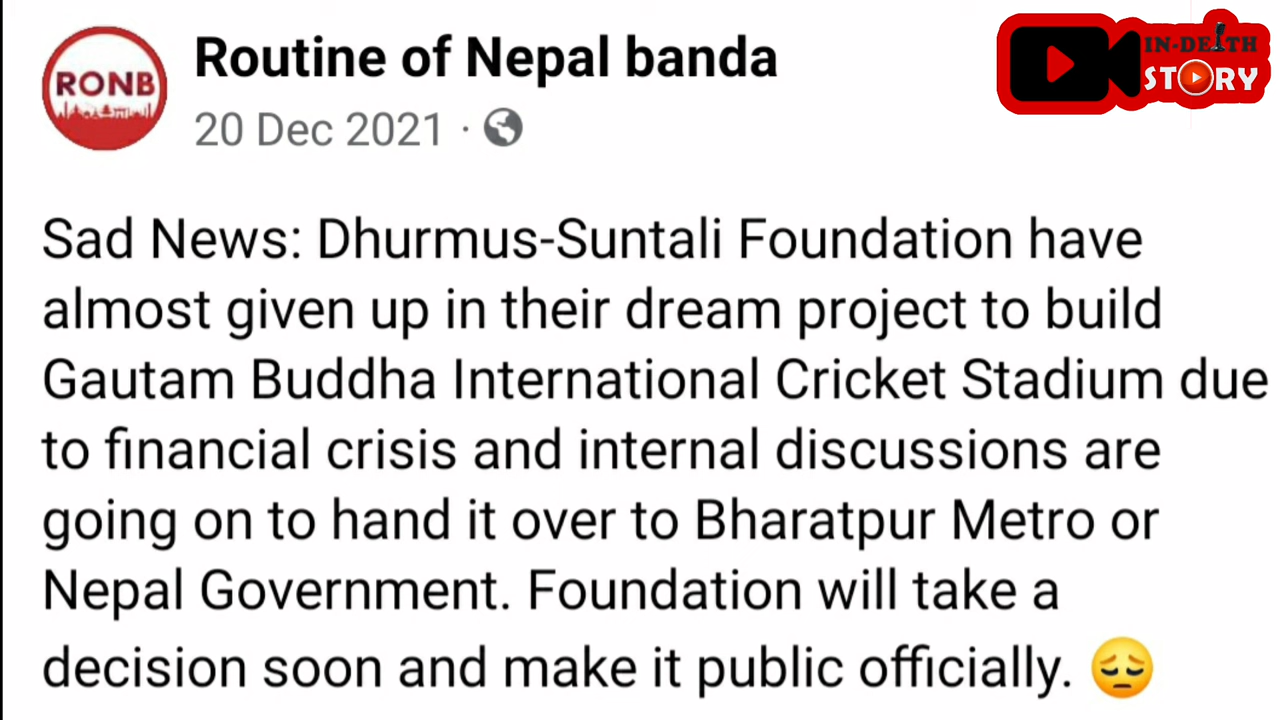 RONB
Routine of Nepal banda
20 Dec 2021 ·
IN-DEPTH
STORY
Sad News: Dhurmus-Suntali Foundation have
almost given up in their dream project to build
Gautam Buddha International Cricket Stadium due
to financial crisis and internal discussions are
going on to hand it over to Bharatpur Metro or
Nepal Government. Foundation will take a
decision soon and make it public officially. 😔